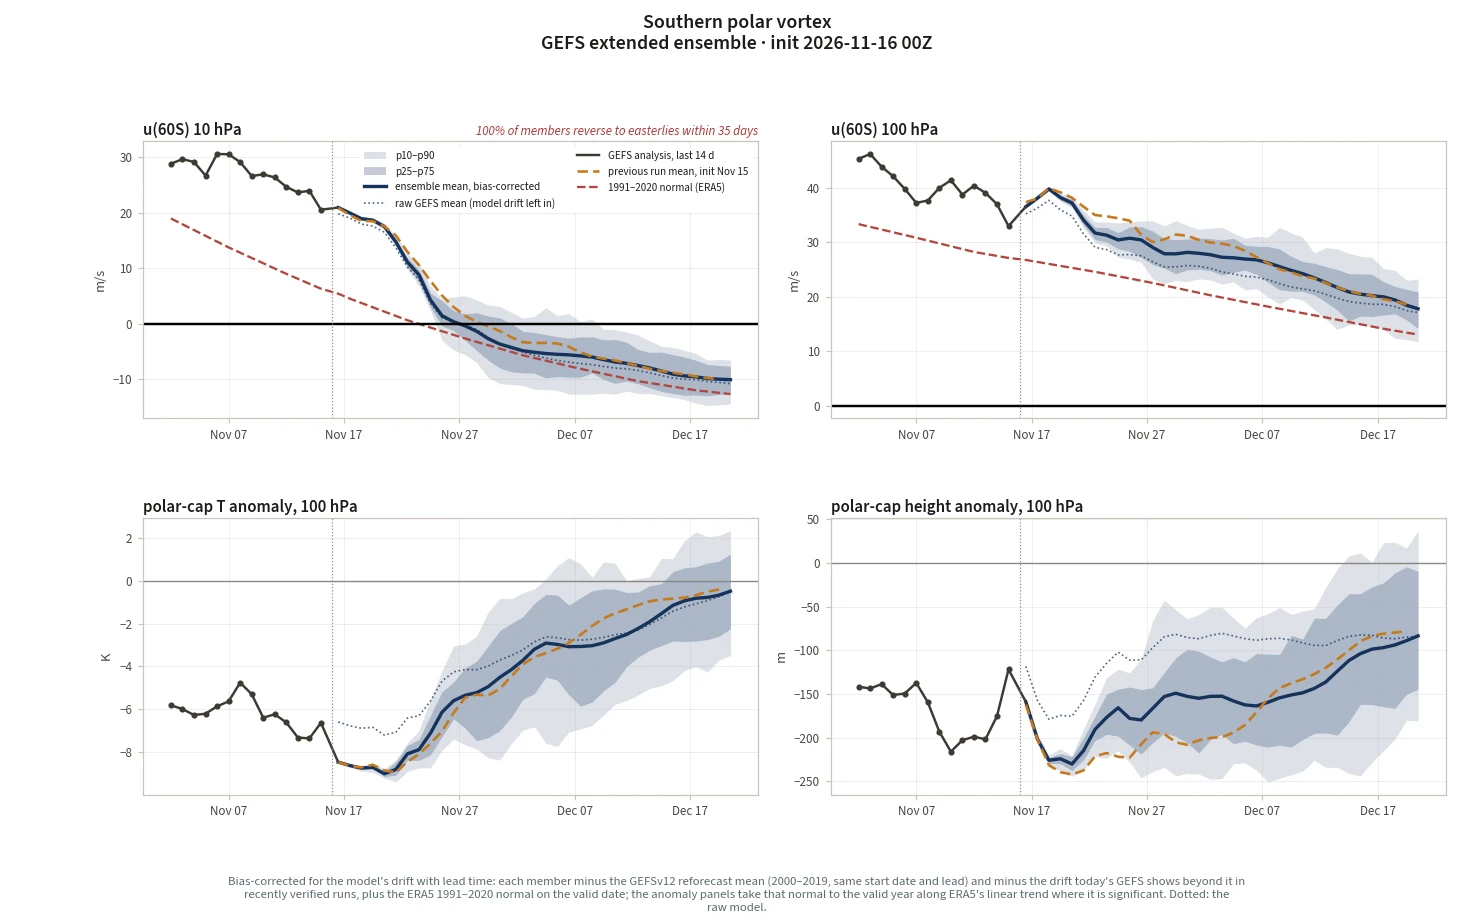 Southern polar vortex
GEFS extended ensemble · init 2026-11-16 00Z
u(60S) 10 hPa
100% of members reverse to easterlies within 35 days
m/s
30
20
10
0
−10
p10–p90
p25–p75
ensemble mean, bias-corrected
raw GEFS mean (model drift left in)
GEFS analysis, last 14 d
previous run mean, init Nov 15
1991–2020 normal (ERA5)
Nov 07
Nov 17
Nov 27
Dec 07
Dec 17
u(60S) 100 hPa
m/s
40
30
20
10
0
Nov 07
Nov 17
Nov 27
Dec 07
Dec 17
polar-cap T anomaly, 100 hPa
K
2
0
−2
−4
−6
−8
Nov 07
Nov 17
Nov 27
Dec 07
Dec 17
polar-cap height anomaly, 100 hPa
m
50
0
−50
−100
−150
−200
−250
Nov 07
Nov 17
Nov 27
Dec 07
Dec 17
Bias-corrected for the model's drift with lead time: each member minus the GEFSv12 reforecast mean (2000–2019, same start date and lead) and minus the drift today's GEFS shows beyond it in
recently verified runs, plus the ERA5 1991–2020 normal on the valid date; the anomaly panels take that normal to the valid year along ERA5's linear trend where it is significant. Dotted: the
raw model.